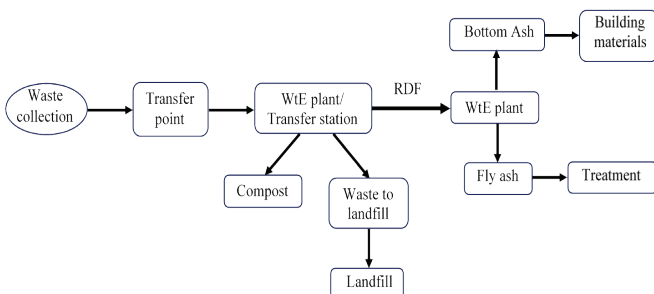 Waste
collection
Transfer
point
WtE plant/
Transfer station
RDF
WtE plant
Bottom Ash
Building
materials
Fly ash
Treatment
Compost
Waste to
landfill
Landfill